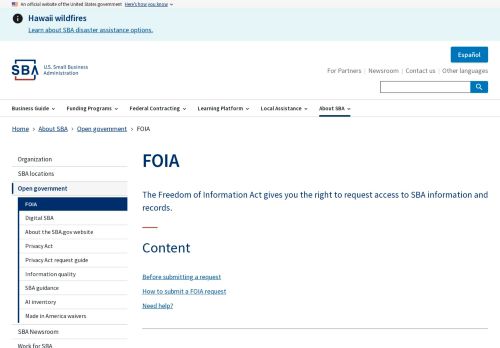 An official website of the United States government Here's how you know
Hawaii wildfires
Learn about SBA disaster assistance options.
Español
SBA U.S. Small Business
Administration
For Partners Newsroom Contact us Other languages
Business Guide Funding Programs Federal Contracting Learning Platform Local Assistance About SBA
Home About SBA Open government FOIA
Organization
SBA locations
Open government
FOIA
Digital SBA
About the SBA.gov website
Privacy Act
Privacy Act request guide
Information quality
SBA guidance
AI inventory
Made in America waivers
SBA Newsroom
Work for SBA
FOIA
The Freedom of Information Act gives you the right to request access to SBA information and
records.
Content
Before submitting a request
How to submit a FOIA request
Need help?